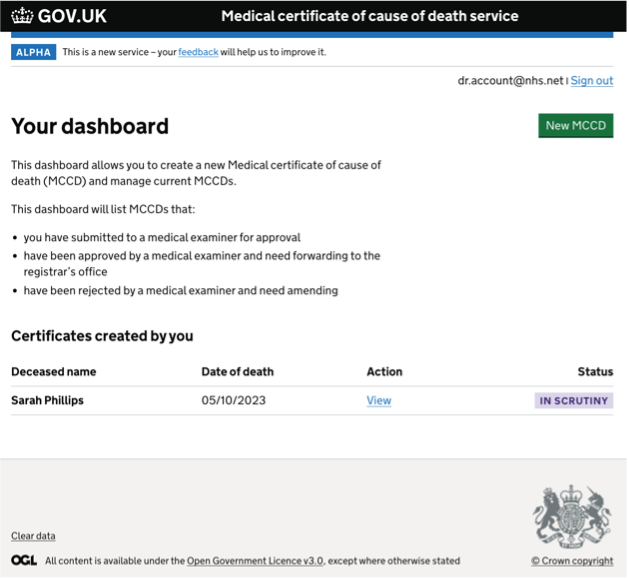 GOV.UK Medical certificate of cause of death service
ALPHA This is a new service – your feedback will help us to improve it.
dr.account@nhs.net | Sign out
Your dashboard New MCCD
This dashboard allows you to create a new Medical certificate of cause of
death (MCCD) and manage current MCCDs.
This dashboard will list MCCDs that:
• you have submitted to a medical examiner for approval
• have been approved by a medical examiner and need forwarding to the
registrar's office
• have been rejected by a medical examiner and need amending
Certificates created by you
Deceased name Date of death Action Status
Sarah Phillips 05/10/2023 View IN SCRUTINY
Clear data
OGL All content is available under the Open Government Licence v3.0, except where otherwise stated © Crown copyright